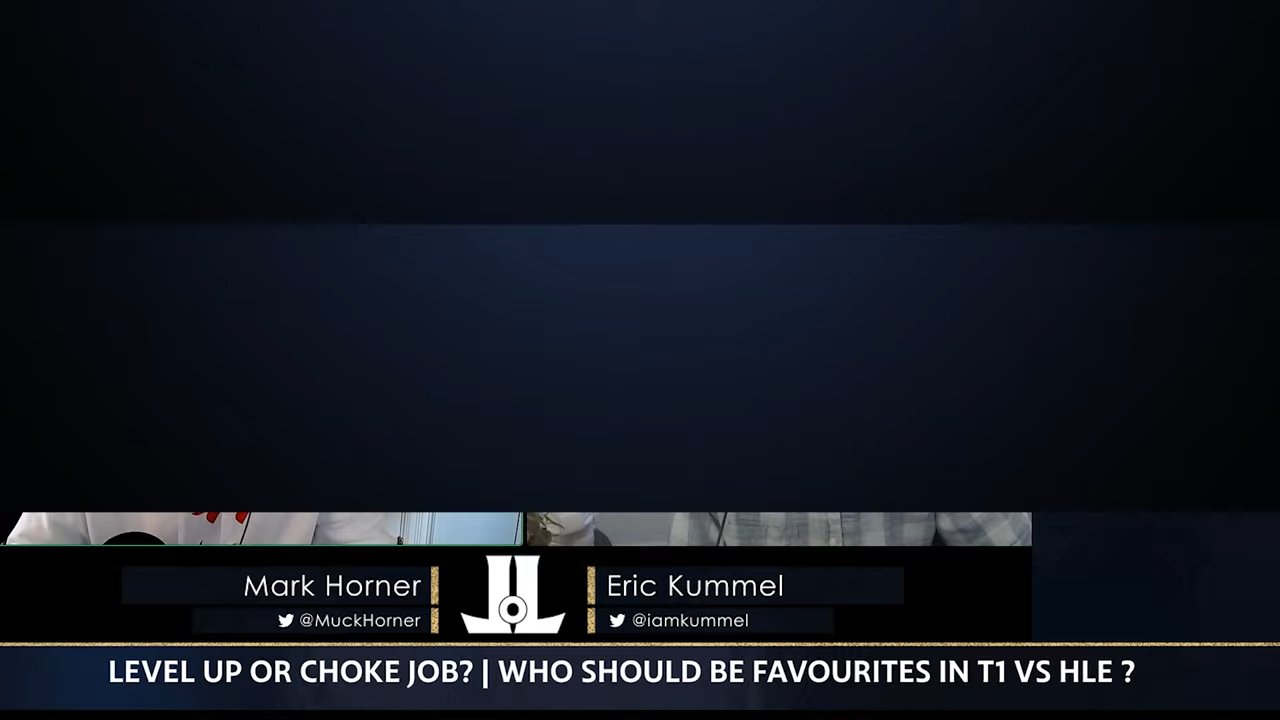 Mark Horner
@MuckHorner
Eric Kummel
@iamkummel
LEVEL UP OR CHOKE JOB? | WHO SHOULD BE FAVOURITES IN T1 VS HLE ?